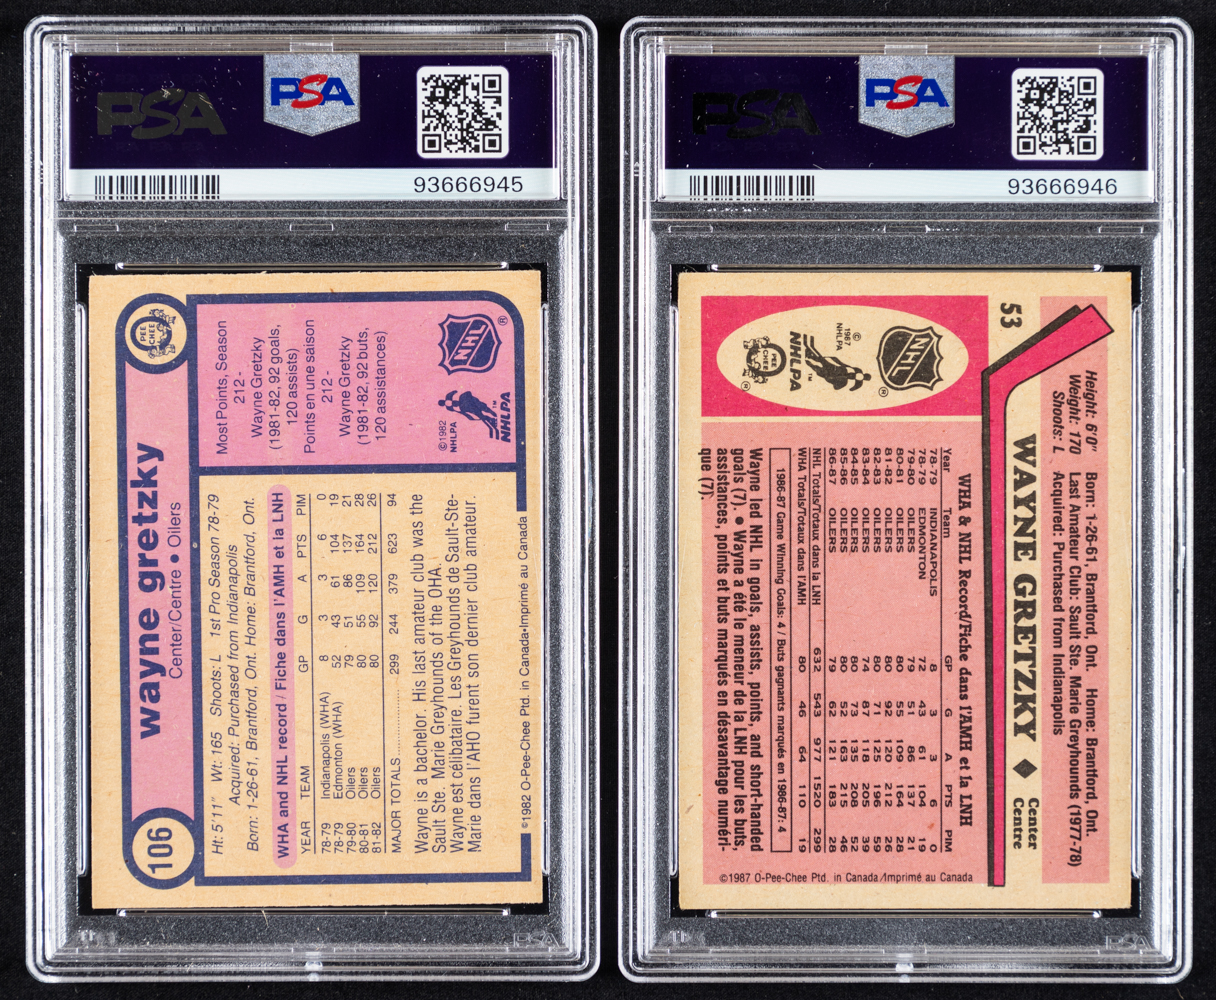 PSA
PSA
93666945
106
wayne gretzky
Center/Centre • Oilers
O PEE CHEE
Ht: 5'11" Wt: 165 Shoots: L 1st Pro Season 78-79
Acquired: Purchased from Indianapolis
Born: 1-26-61, Brantford, Ont. Home: Brantford, Ont.
WHA and NHL record / Fiche dans l'AMH et la LNH
YEAR TEAM GP G A PTS PIM
78-79 Indianapolis (WHA) 8 3 3 6 0
78-79 Edmonton (WHA) 52 43 61 104 19
79-80 Oilers 79 51 86 137 21
80-81 Oilers 80 55 109 164 28
81-82 Oilers 80 92 120 212 26
MAJOR TOTALS 299 244 379 623 94
Wayne is a bachelor. His last amateur club was the
Sault Ste. Marie Greyhounds of the OHA.
Wayne est célibataire. Les Greyhounds de Sault-Ste-
Marie dans l'AHO furent son dernier club amateur.
©1982 O-Pee-Chee Ptd. in Canada•Imprimé au Canada
Most Points, Season
212 -
Wayne Gretzky
(1981-82, 92 goals,
120 assists)
Points en une saison
212 -
Wayne Gretzky
(1981-82, 92 buts,
120 assistances)
NHL ®
©1982
NHLPA
NHLPA ™
PSA
PSA
PSA
93666946
53
Height: 6'0" Born: 1-26-61, Brantford, Ont. Home: Brantford, Ont.
Weight: 170 Last Amateur Club: Sault Ste. Marie Greyhounds (1977-78)
Shoots: L Acquired: Purchased from Indianapolis
WAYNE GRETZKY ◆ Center
Centre
WHA & NHL Record/Fiche dans l'AMH et la LNH
Year Team GP G A PTS PIM
78-79 INDIANAPOLIS 8 3 3 6 0
78-79 EDMONTON 72 43 61 104 19
79-80 OILERS 79 51 86 137 21
80-81 OILERS 80 55 109 164 28
81-82 OILERS 80 92 120 212 26
82-83 OILERS 80 71 125 196 59
83-84 OILERS 74 87 118 205 39
84-85 OILERS 80 73 135 208 52
85-86 OILERS 80 52 163 215 46
86-87 OILERS 79 62 121 183 28
NHL Totals/Totaux dans la LNH 632 543 977 1520 299
WHA Totals/Totaux dans l'AMH 80 46 64 110 19
1986-87 Game Winning Goals: 4 / Buts gagnants marqués en 1986-87: 4
Wayne led NHL in goals, assists, points, and short-handed
goals (7). ● Wayne a été le meneur de la LNH pour les buts,
assistances, points et buts marqués en désavantage numéri-
que (7).
NHL ®
© 1987
NHL PA
NHLPA
O PEE CHEE ®
©1987 O-Pee-Chee Ptd. in Canada/Imprimé au Canada
PSA